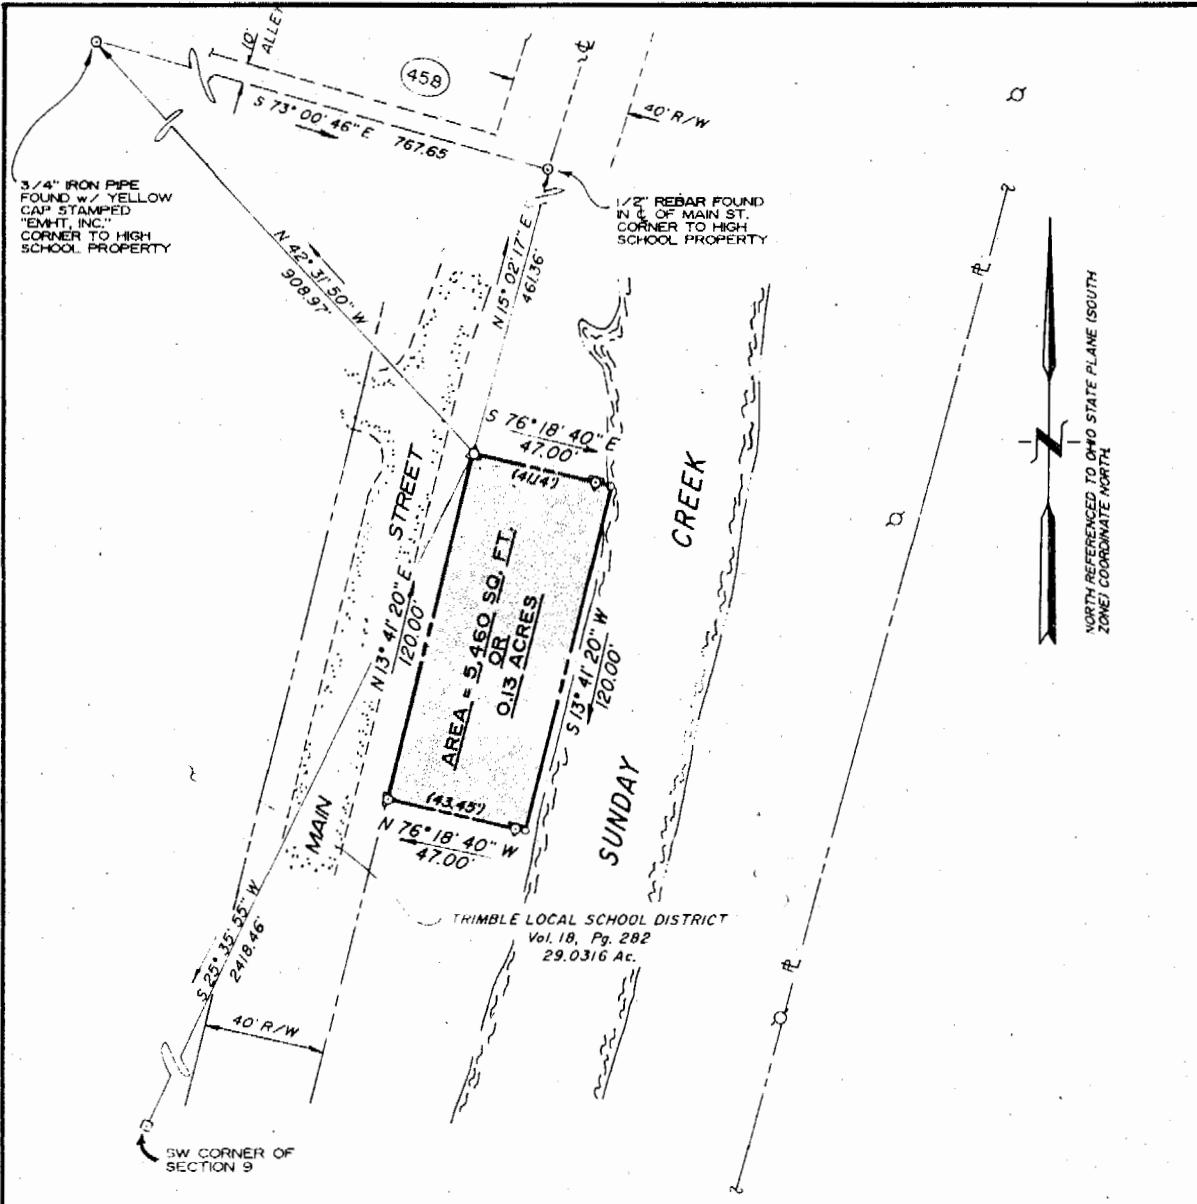 10'
ALLEY
458
40' R/W
S 73° 00' 46" E 767.65
3/4" IRON PIPE
FOUND w/ YELLOW
CAP STAMPED
"EMHT, INC."
CORNER TO HIGH
SCHOOL PROPERTY
1/2" REBAR FOUND
IN ℄ OF MAIN ST.
CORNER TO HIGH
SCHOOL PROPERTY
N 42° 31' 50" W
908.97'
N 15° 02' 17" E
461.36'
S 76° 18' 40" E
47.00'
(41.14')
STREET
CREEK
N 13° 41' 20" E
120.00'
AREA = 5,460 SQ. FT.
OR
0.13 ACRES
S 13° 41' 20" W
120.00'
NORTH REFERENCED TO OHIO STATE PLANE (SOUTH
ZONE) COORDINATE NORTH.
N
MAIN
SUNDAY
(43.45')
N 76° 18' 40" W
47.00'
TRIMBLE LOCAL SCHOOL DISTRICT
Vol. 18, Pg. 282
29.0316 Ac.
S 25° 35' 55" W
2418.46'
40' R/W
SW CORNER OF
SECTION 9
℄
PL
PL